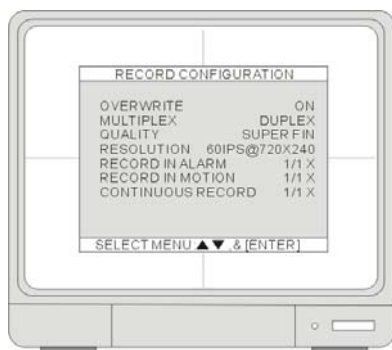 RECORD CONFIGURATION
OVERWRITE ON
MULTIPLEX DUPLEX
QUALITY SUPER FIN
RESOLUTION 60IPS@720X240
RECORD IN ALARM 1/1 X
RECORD IN MOTION 1/1 X
CONTINUOUS RECORD 1/1 X
SELECT MENU:▲▼,& [ENTER]